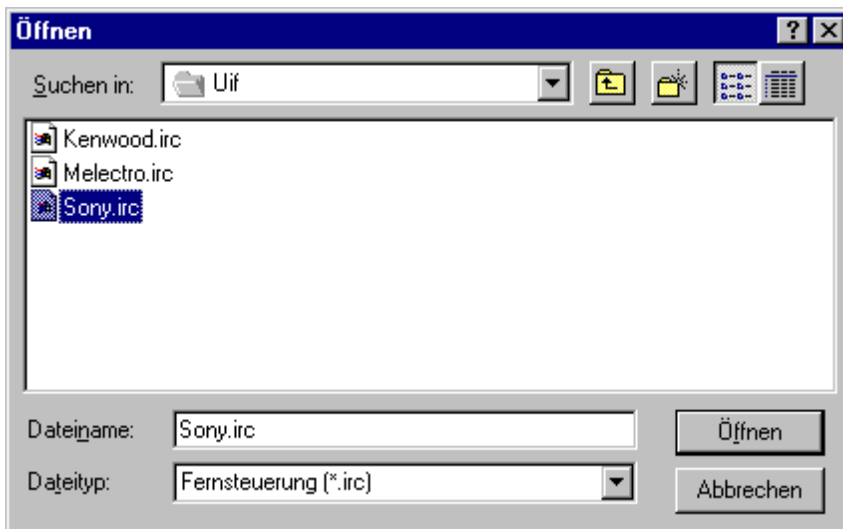 Öffnen
Suchen in: Uif
Kenwood.irc
Melectro.irc
Sony.irc
Dateiname: Sony.irc Öffnen
Dateityp: Fernsteuerung (*.irc) Abbrechen